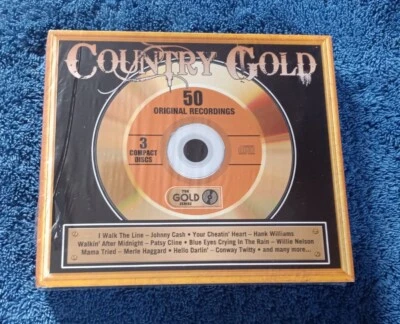 COUNTRY GOLD
50
ORIGINAL RECORDINGS
3
COMPACT
DISCS
THE
GOLD
SERIES
I Walk The Line – Johnny Cash • Your Cheatin' Heart – Hank Williams
Walkin' After Midnight – Patsy Cline • Blue Eyes Crying In The Rain – Willie Nelson
Mama Tried – Merle Haggard • Hello Darlin' – Conway Twitty • and many more...